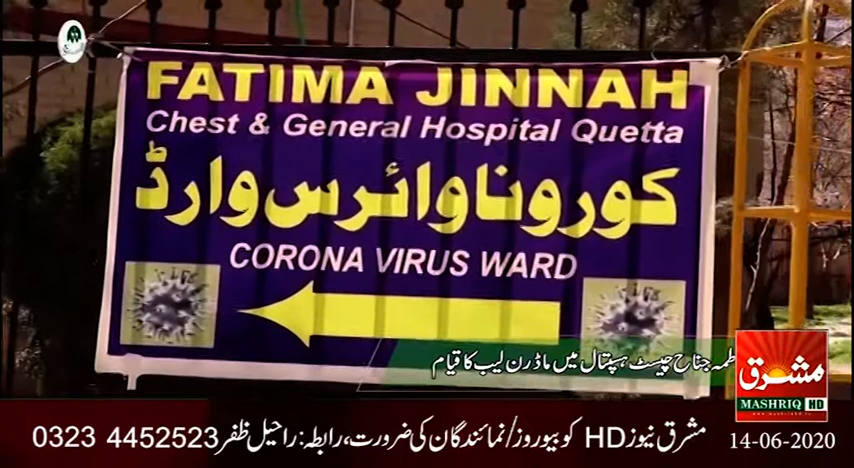 FATIMA JINNAH
Chest & General Hospital Quetta
کورونا وائرس وارڈ
CORONA VIRUS WARD
طمہ جناح چیسٹ ہسپتال میں ماڈرن لیب کا قیام
مشرق
MASHRIQ HD
مشرق نیوز HD کو بیوروز/نمائندگان کی ضرورت، رابطہ: راحیل ظفر 0323 4452523
14-06-2020